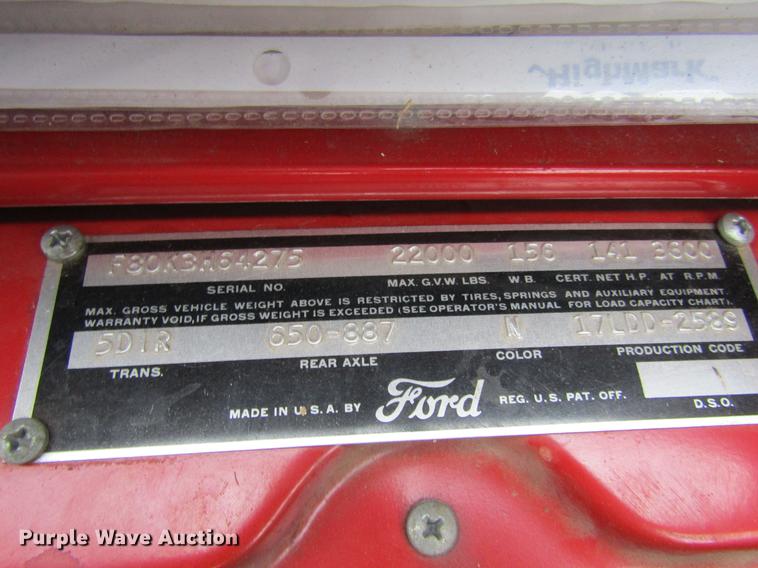 HighMark
F80K3H64275 22000 156 141 3600
SERIAL NO. MAX. G.V.W. LBS. W.B. CERT. NET H.P. AT R.P.M.
MAX. GROSS VEHICLE WEIGHT ABOVE IS RESTRICTED BY TIRES, SPRINGS AND AUXILIARY EQUIPMENT.
WARRANTY VOID, IF GROSS WEIGHT IS EXCEEDED (SEE OPERATOR'S MANUAL FOR LOAD CAPACITY CHART).
5DIR 650-887 N 17LDD-2589
TRANS. REAR AXLE COLOR PRODUCTION CODE
MADE IN U.S.A. BY Ford REG. U.S. PAT. OFF.
D.S.O.
Purple Wave Auction